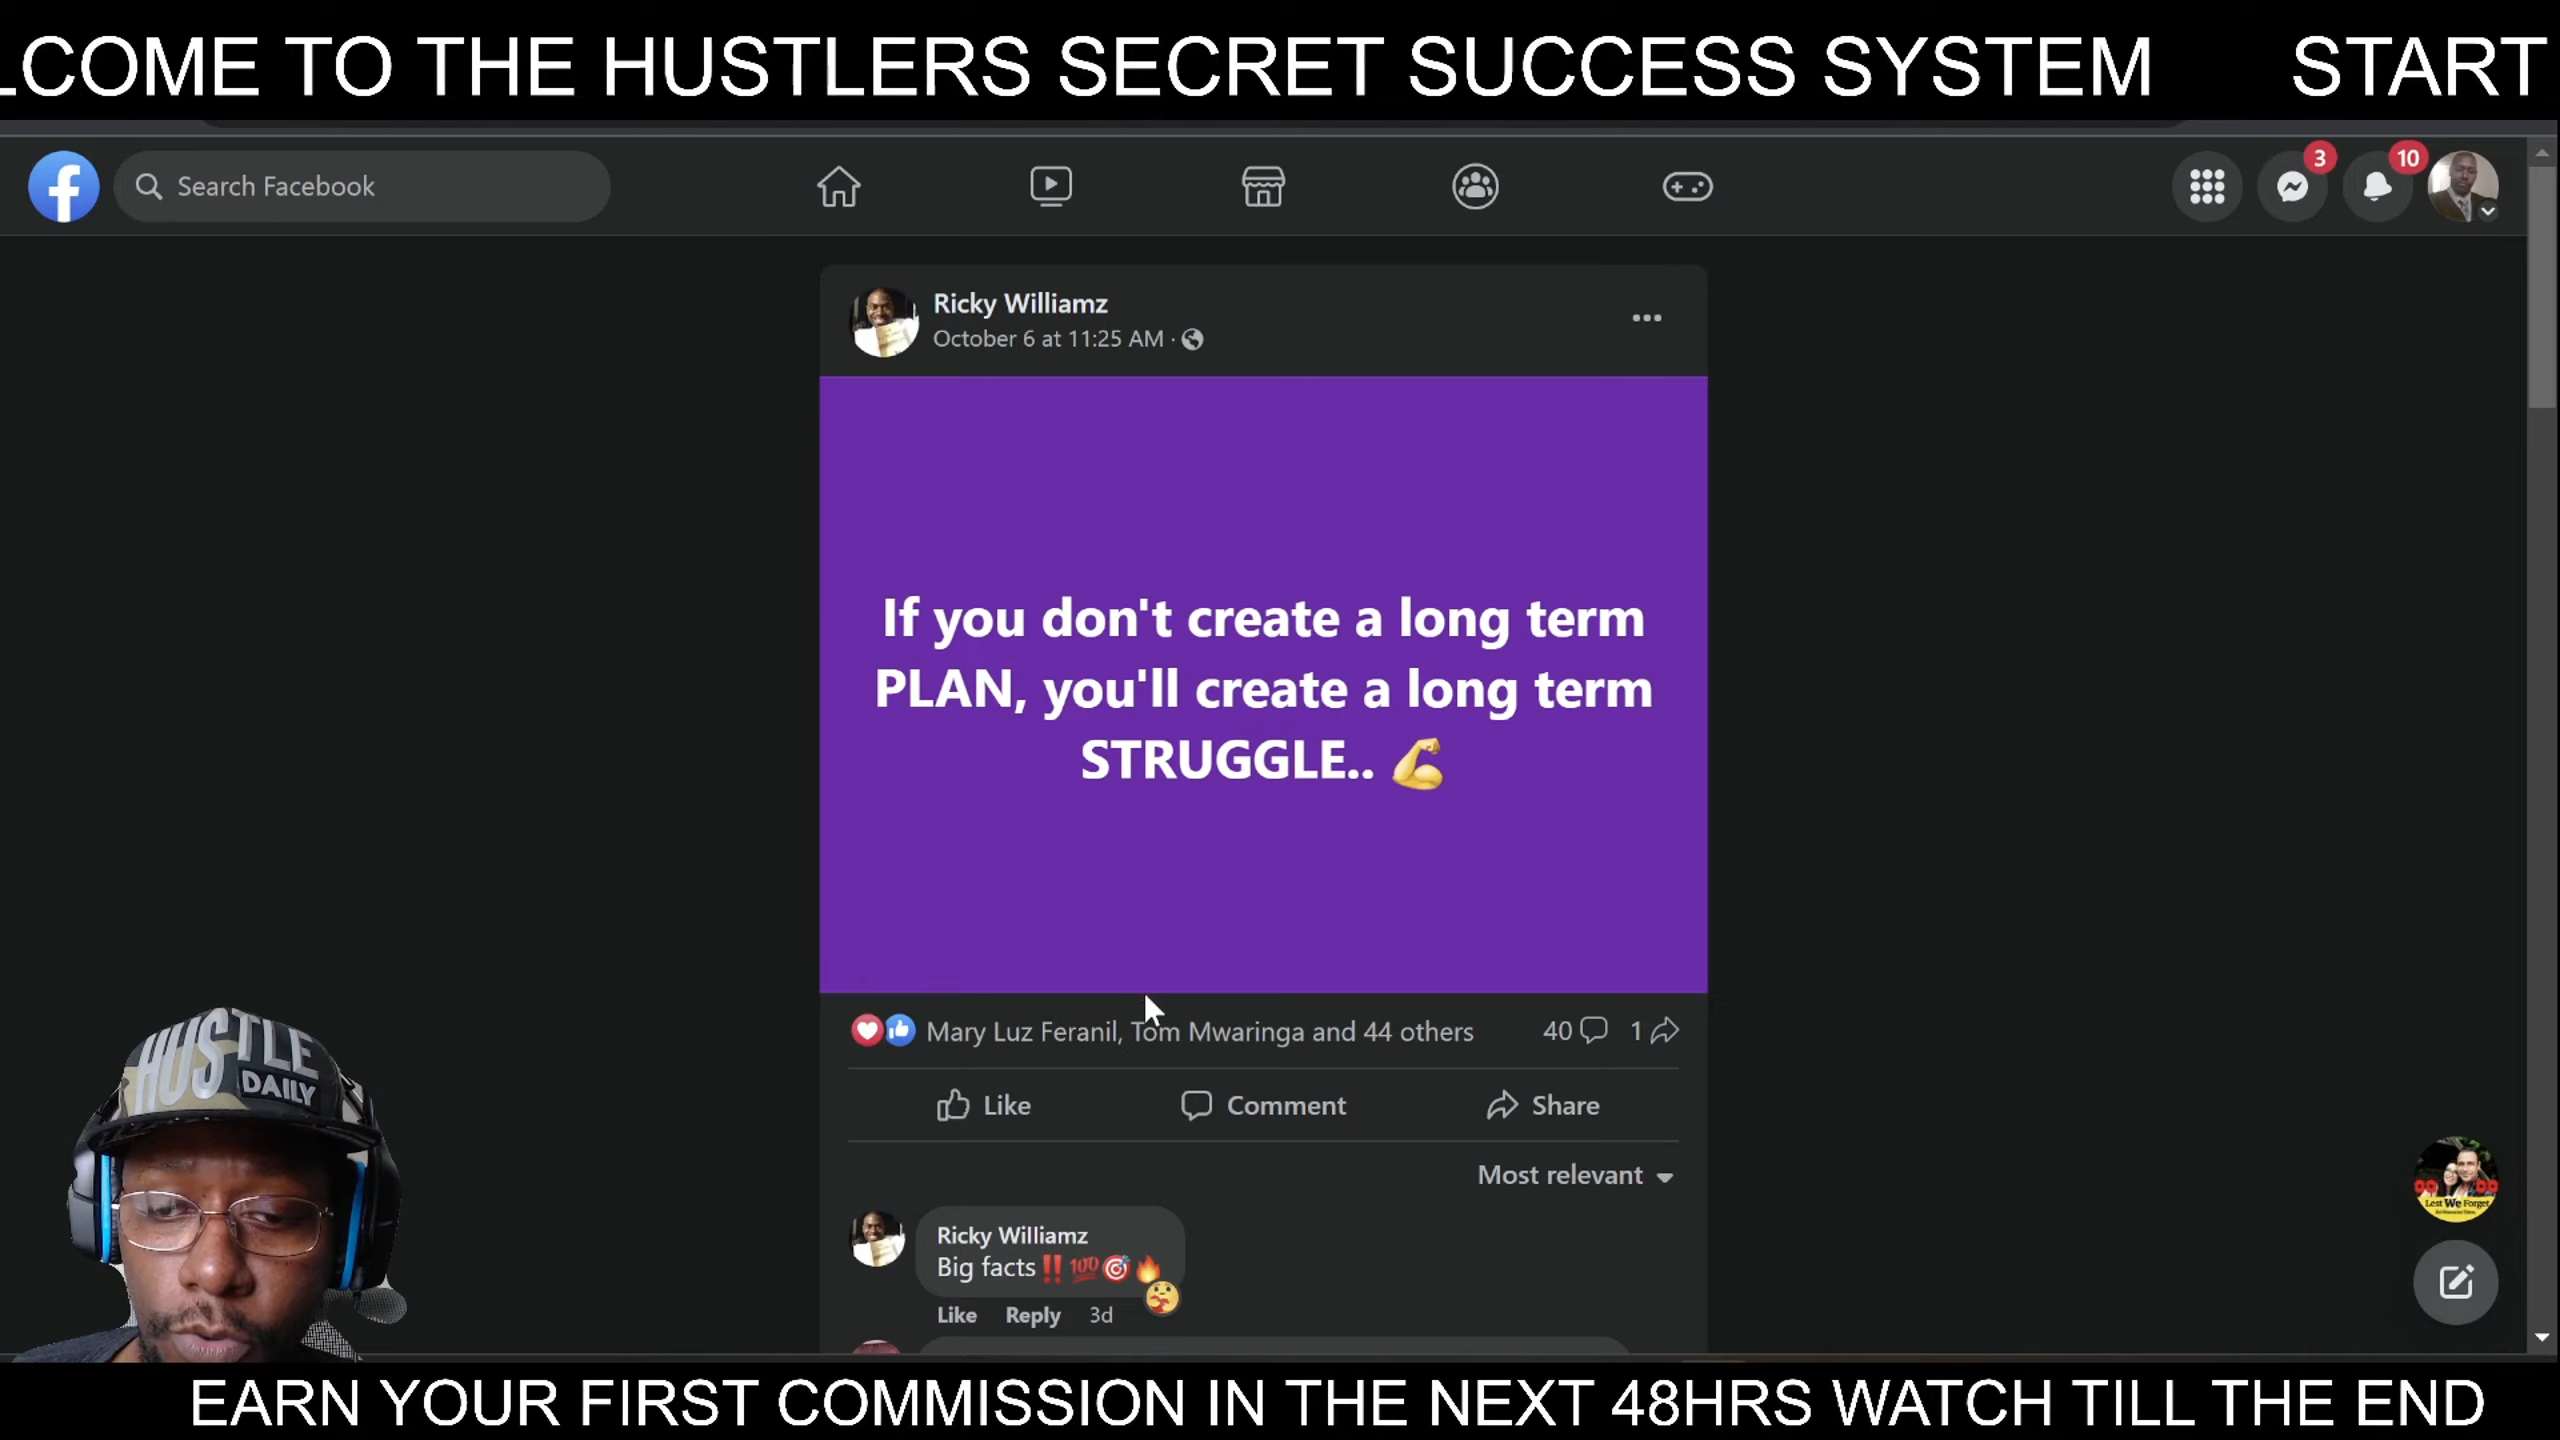 LCOME TO THE HUSTLERS SECRET SUCCESS SYSTEM START
Search Facebook
3
10
Ricky Williamz
October 6 at 11:25 AM ·
If you don't create a long term
PLAN, you'll create a long term
STRUGGLE.. 💪
Mary Luz Feranil, Tom Mwaringa and 44 others 40 1
Like Comment Share
Most relevant
Ricky Williamz
Big facts‼️💯🎯🔥
Like Reply 3d
HUSTLE
DAILY
Lest We Forget
EARN YOUR FIRST COMMISSION IN THE NEXT 48HRS WATCH TILL THE END